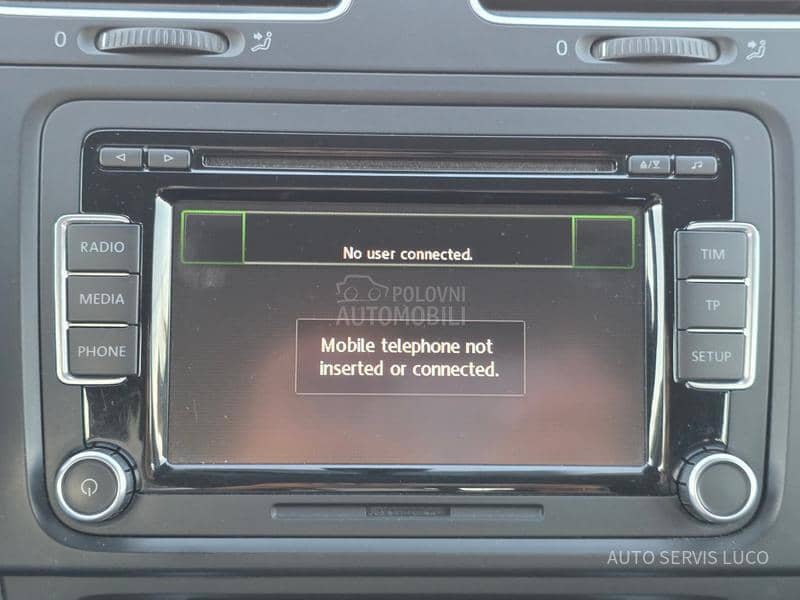 0
0
RADIO
MEDIA
PHONE
No user connected.
POLOVNI
AUTOMOBILI
Mobile telephone not
inserted or connected.
TIM
TP
SETUP
AUTO SERVIS LUCO